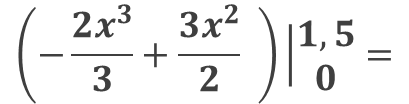 (−2x³/3 + 3x²/2)|1,5 0 =